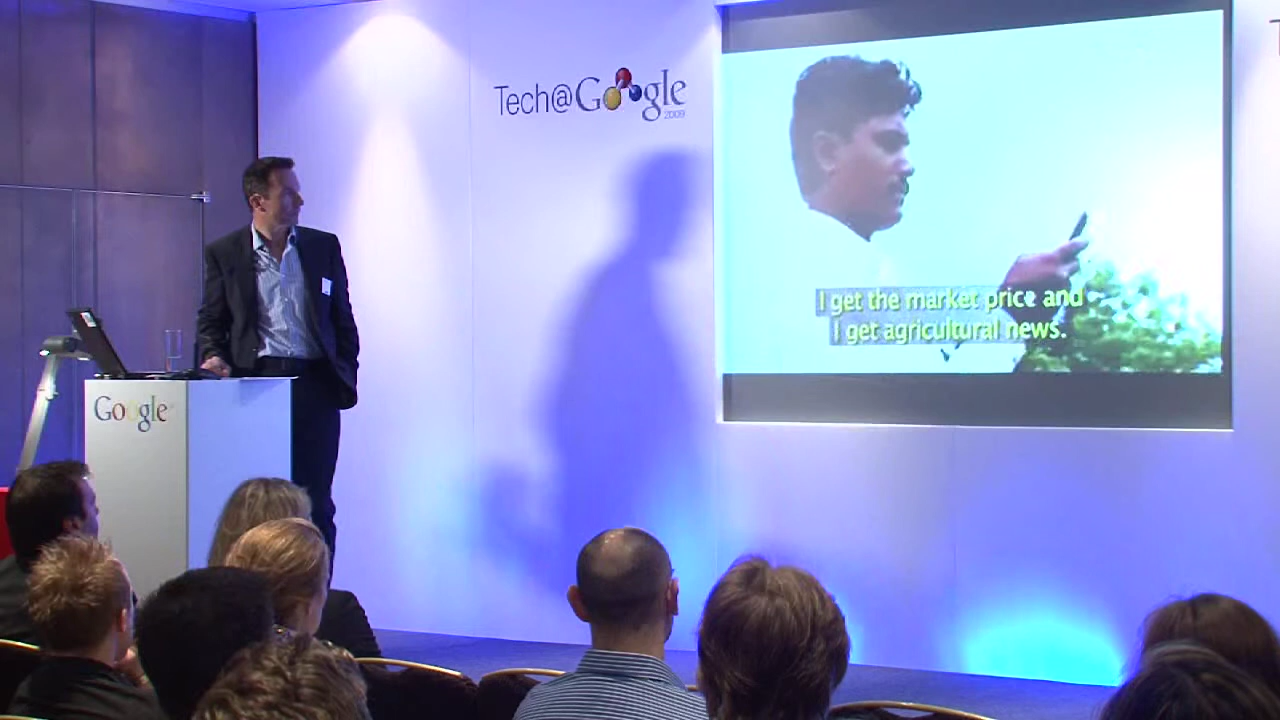 Tech@Google
2009
I get the market price and
I get agricultural news.
Google